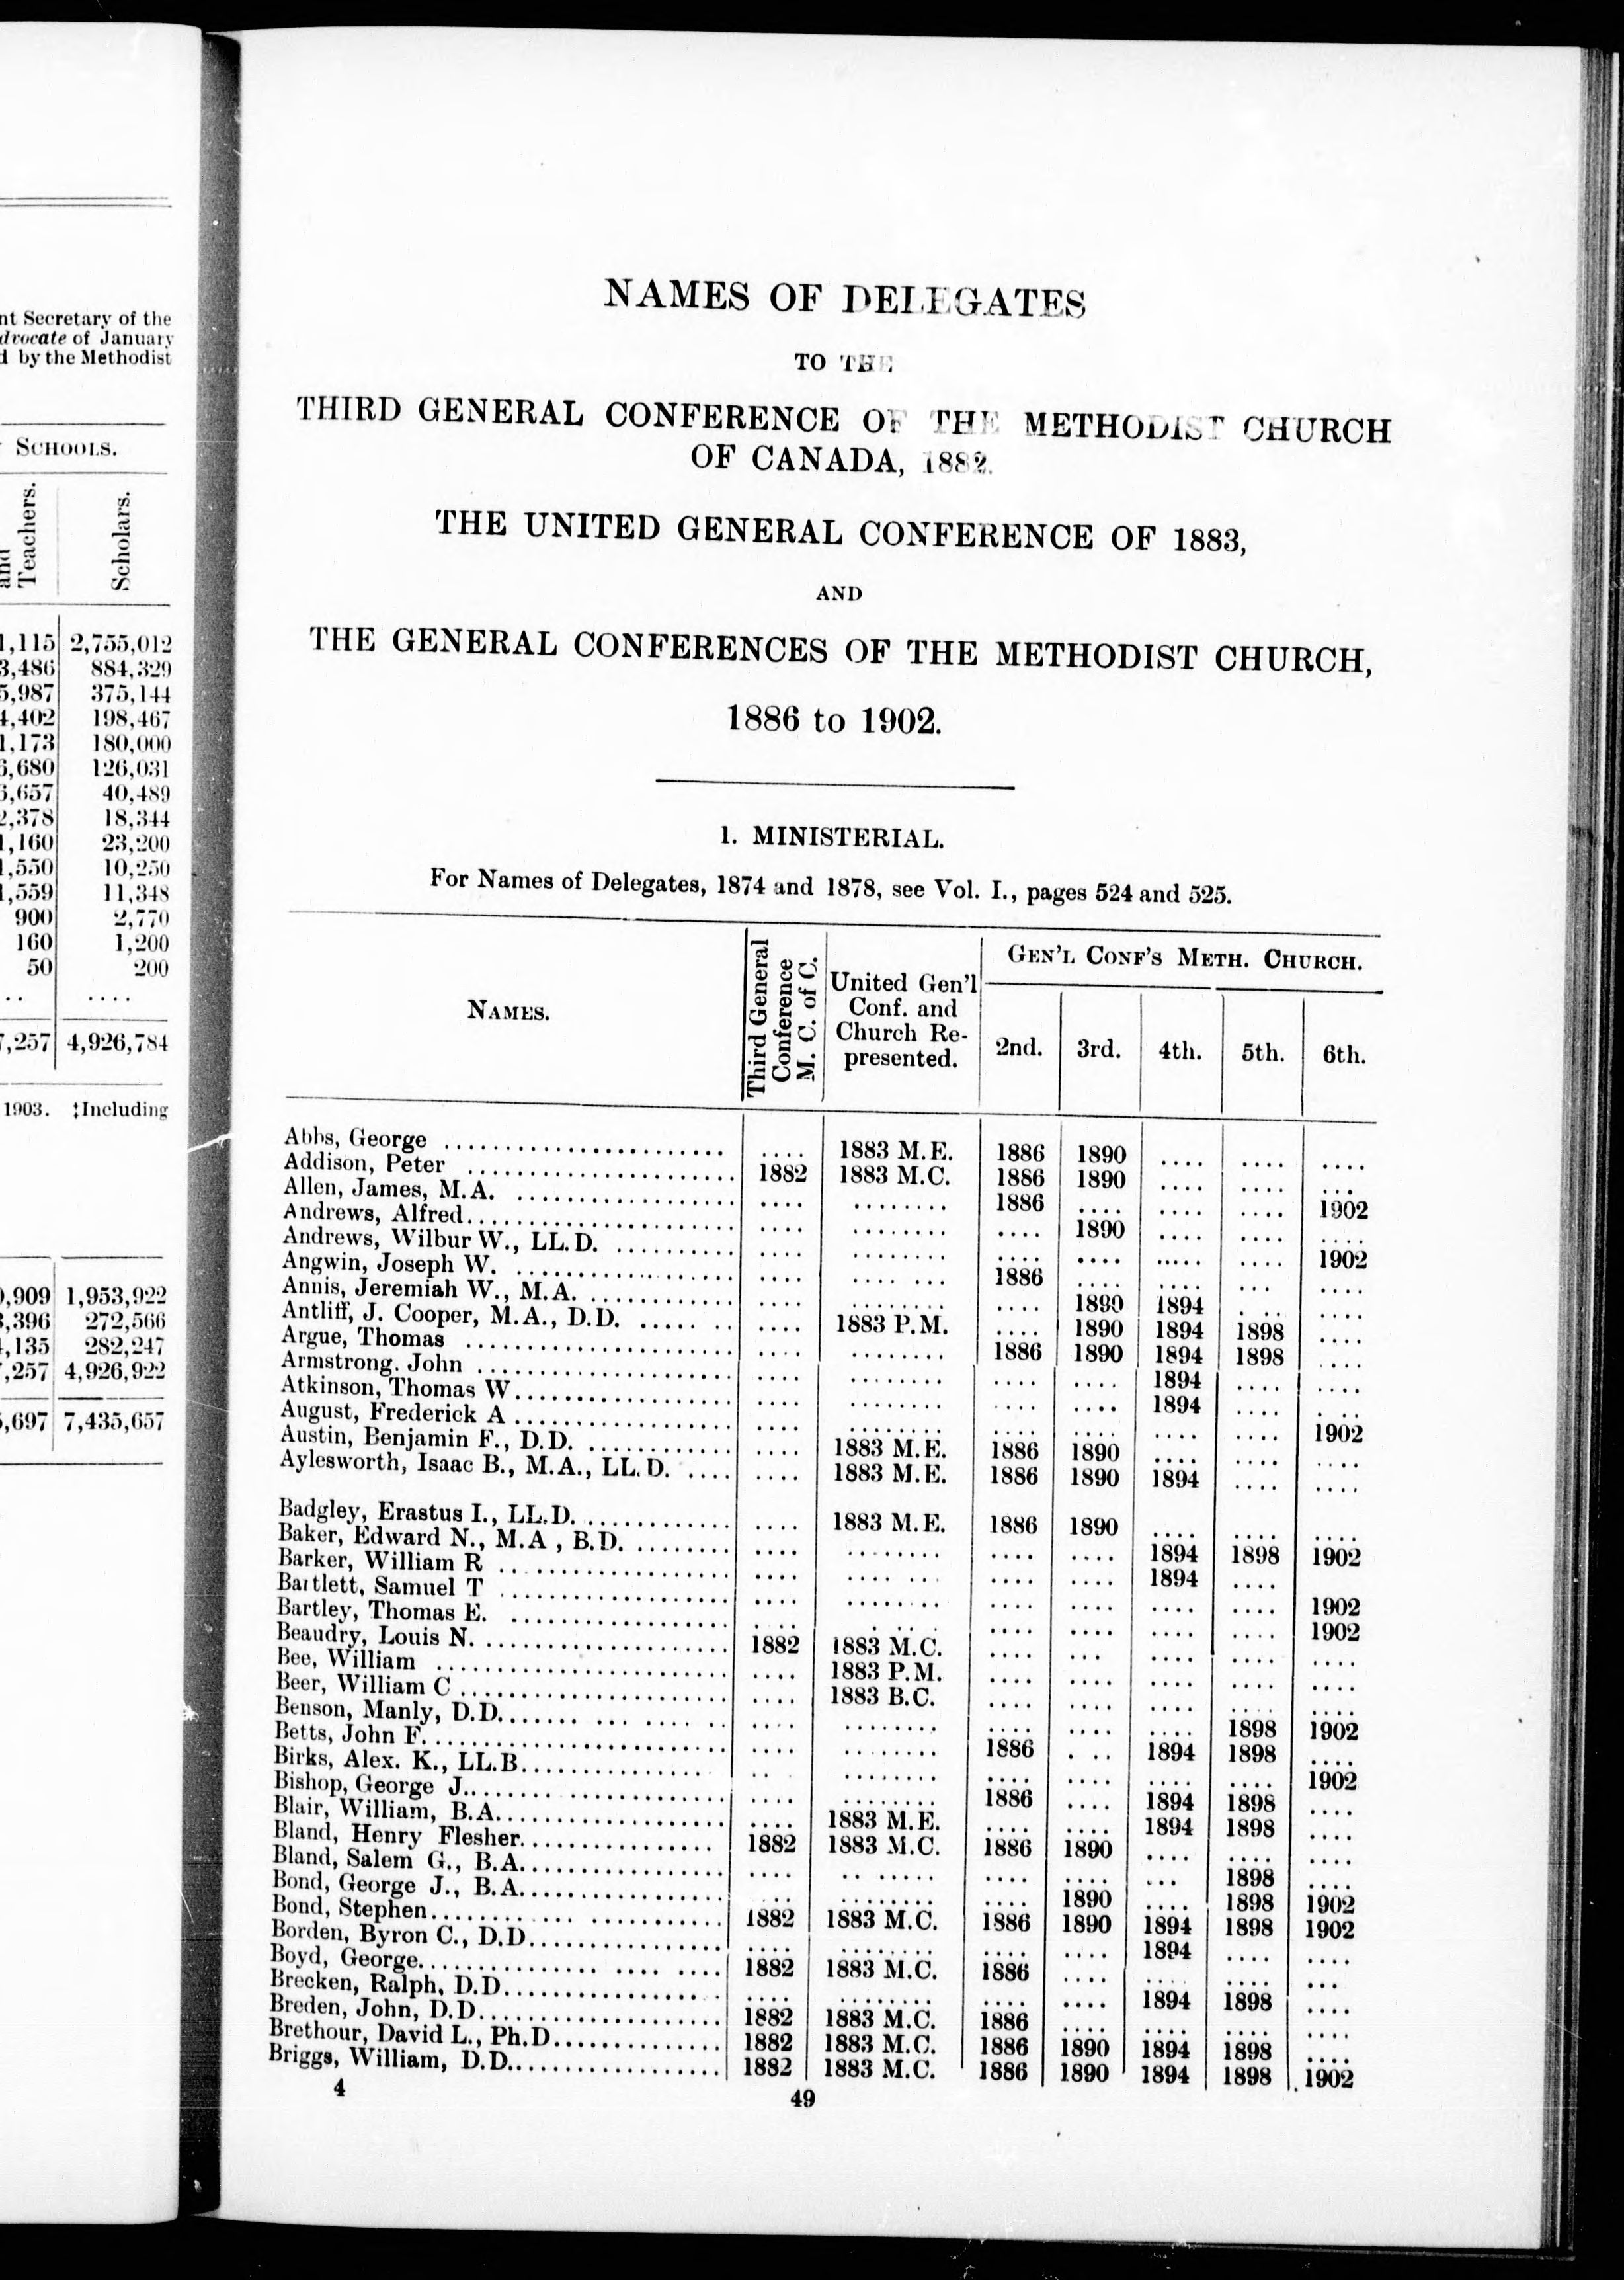 nt Secretary of the
dvocate of January
d by the Methodist
SCHOOLS.
and
Teachers.
Scholars.
1,115 2,755,012
3,486 884,329
5,987 375,144
4,402 198,467
1,173 180,000
6,680 126,031
5,657 40,489
2,378 18,344
1,160 23,200
1,550 10,250
1,559 11,348
900 2,770
160 1,200
50 200
.. ....
7,257 4,926,784
1903. ‡Including
0,909 1,953,922
3,396 272,566
4,135 282,247
7,257 4,926,922
5,697 7,435,657
NAMES OF DELEGATES
TO THE
THIRD GENERAL CONFERENCE OF THE METHODIST CHURCH
OF CANADA, 1882.
THE UNITED GENERAL CONFERENCE OF 1883,
AND
THE GENERAL CONFERENCES OF THE METHODIST CHURCH,
1886 to 1902.
1. MINISTERIAL.
For Names of Delegates, 1874 and 1878, see Vol. I., pages 524 and 525.
NAMES.
Third General
Conference
M. C. of C.
United Gen'l
Conf. and
Church Re-
presented.
GEN'L CONF'S METH. CHURCH.
2nd. 3rd. 4th. 5th. 6th.
Abbs, George .... .... 1883 M.E. 1886 1890 .... .... ....
Addison, Peter .... 1882 1883 M.C. 1886 1890 .... .... ...
Allen, James, M.A. .... .... ........ 1886 .... .... .... 1902
Andrews, Alfred.... .... ........ .... 1890 .... .... ....
Andrews, Wilbur W., LL.D. .... .... ........ .... .... ..... .... 1902
Angwin, Joseph W. .... .... .... ... 1886 .... .... ... ....
Annis, Jeremiah W., M.A. .... .... ........ .... 1890 1894 . .. ....
Antliff, J. Cooper, M.A., D.D. .... .... 1883 P.M. .... 1890 1894 1898 ....
Argue, Thomas .... .... ........ 1886 1890 1894 1898 ....
Armstrong. John .... .... ........ .... .... 1894 .... ....
Atkinson, Thomas W.... .... ........ .... .... 1894 .... . ..
August, Frederick A .... .... ........ .... .... .... .... 1902
Austin, Benjamin F., D.D. .... .... 1883 M.E. 1886 1890 .... .... ....
Aylesworth, Isaac B., M.A., LL.D. .... .... 1883 M.E. 1886 1890 1894 .... ....
Badgley, Erastus I., LL.D. .... .... 1883 M.E. 1886 1890 .... .... ....
Baker, Edward N., M.A , B.D. .... .... ........ .... .... 1894 1898 1902
Barker, William R .... .... .... ... .... .... 1894 ....
Bartlett, Samuel T .... .... ........ .... .... .... .... 1902
Bartley, Thomas E. .... . ... . ... .... .... .... .... 1902
Beaudry, Louis N. .... 1882 1883 M.C. .... ... .... .... ....
Bee, William .... .... 1883 P.M. .... .... .... .... ....
Beer, William C .... .... 1883 B.C. .... .... .... .... ....
Benson, Manly, D.D.... .... ........ .... .... .... 1898 1902
Betts, John F.... .... ........ 1886 . .. 1894 1898 ....
Birks, Alex. K., LL.B.... .. . ........ .... .... .... .... 1902
Bishop, George J.... .... ........ 1886 .... 1894 1898 ....
Blair, William, B.A.... .... 1883 M.E. .... .... 1894 1898 ....
Bland, Henry Flesher.... 1882 1883 M.C. 1886 1890 .... .... ....
Bland, Salem G., B.A.... .... .. ..... .... .... ... 1898 ....
Bond, George J., B.A.... ... ........ .... 1890 .... 1898 1902
Bond, Stephen.... 1882 1883 M.C. 1886 1890 1894 1898 1902
Borden, Byron C., D.D.... .... ........ .... .... 1894 .... ....
Boyd, George.... 1882 1883 M.C. 1886 .... .... .... ...
Brecken, Ralph, D.D.... .... ........ .... .... 1894 1898 ....
Breden, John, D.D.... 1882 1883 M.C. 1886 .... .... .... ....
Brethour, David L., Ph.D.... 1882 1883 M.C. 1886 1890 1894 1898 ....
Briggs, William, D.D.... 1882 1883 M.C. 1886 1890 1894 1898 1902
4 49